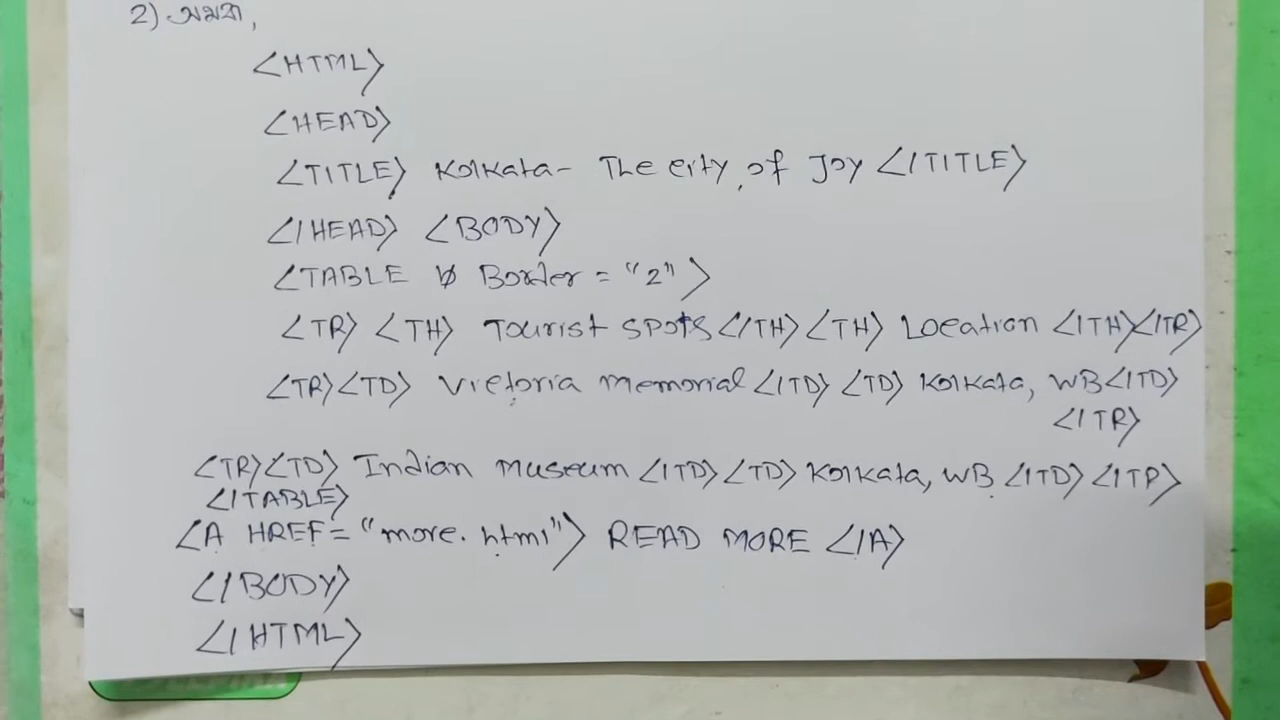 2) অথবা,
<HTML>
<HEAD>
<TITLE> Kolkata- The city of Joy </TITLE>
</HEAD> <BODY>
<TABLE Border = "2">
<TR> <TH> Tourist spots </TH> <TH> Location </TH></TR>
<TR><TD> Victoria memorial </TD> <TD> Kolkata, WB </TD>
</TR>
<TR><TD> Indian Museum </TD> <TD> Kolkata, WB </TD> </TR>
</TABLE>
<A HREF = "more.html"> READ MORE </A>
</BODY>
</HTML>